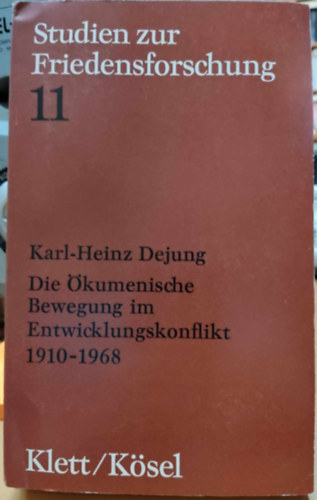 Studien zur
Friedensforschung
11
Karl-Heinz Dejung
Die Ökumenische
Bewegung im
Entwicklungskonflikt
1910-1968
Klett/Kösel